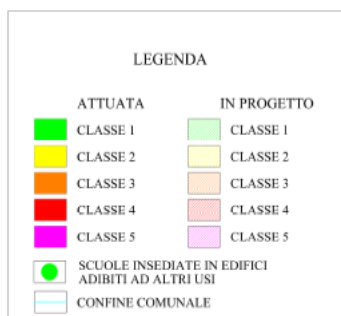 LEGENDA
ATTUATA IN PROGETTO
CLASSE 1 CLASSE 1
CLASSE 2 CLASSE 2
CLASSE 3 CLASSE 3
CLASSE 4 CLASSE 4
CLASSE 5 CLASSE 5
SCUOLE INSEDIATE IN EDIFICI
ADIBITI AD ALTRI USI
CONFINE COMUNALE